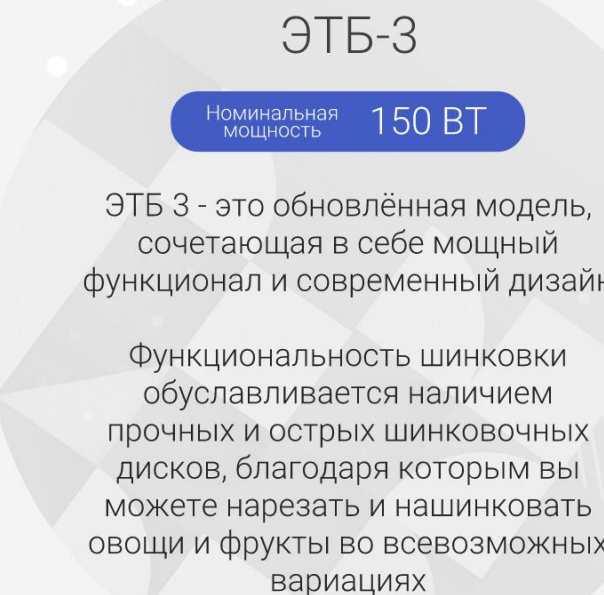 ЭТБ-3
Номинальная
мощность
150 ВТ
ЭТБ 3 - это обновлённая модель,
сочетающая в себе мощный
функционал и современный дизайн
Функциональность шинковки
обуславливается наличием
прочных и острых шинковочных
дисков, благодаря которым вы
можете нарезать и нашинковать
овощи и фрукты во всевозможных
вариациях